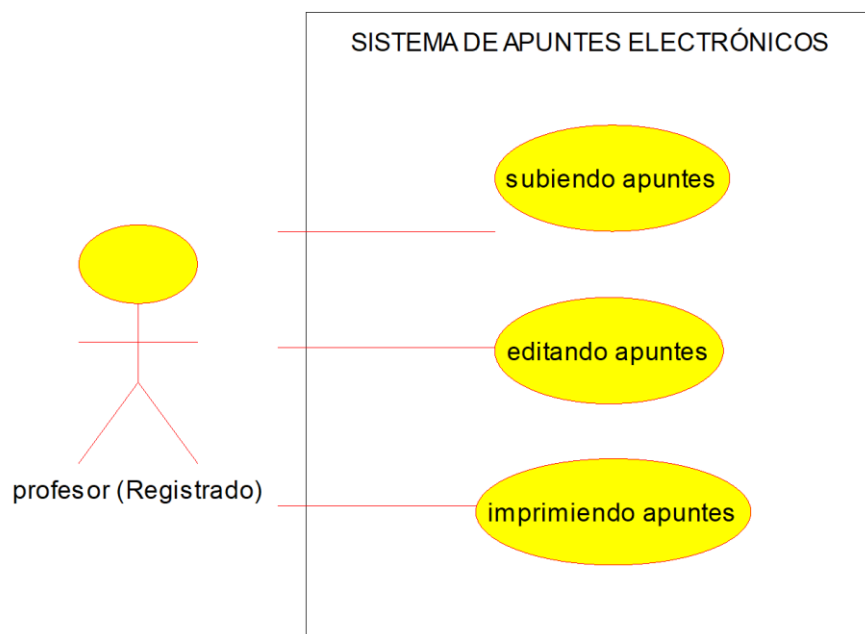 SISTEMA DE APUNTES ELECTRÓNICOS
subiendo apuntes
editando apuntes
profesor (Registrado)
imprimiendo apuntes